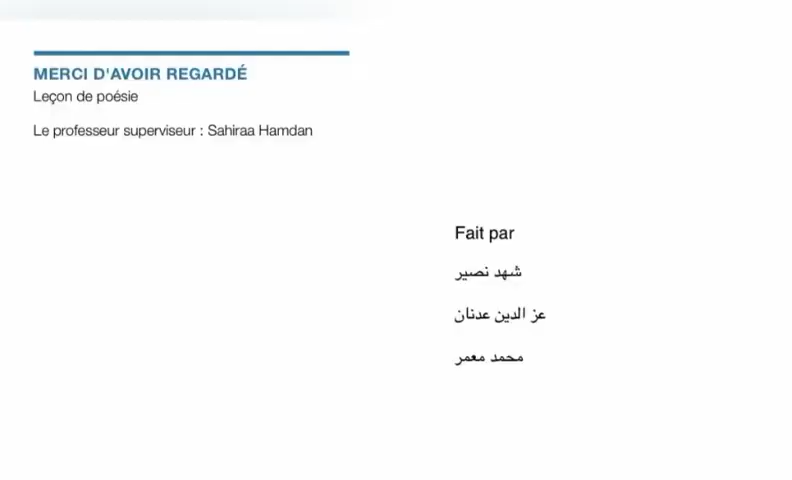 MERCI D'AVOIR REGARDÉ
Leçon de poésie
Le professeur superviseur : Sahiraa Hamdan
Fait par
شهد نصير
عز الدين عدنان
محمد معمر